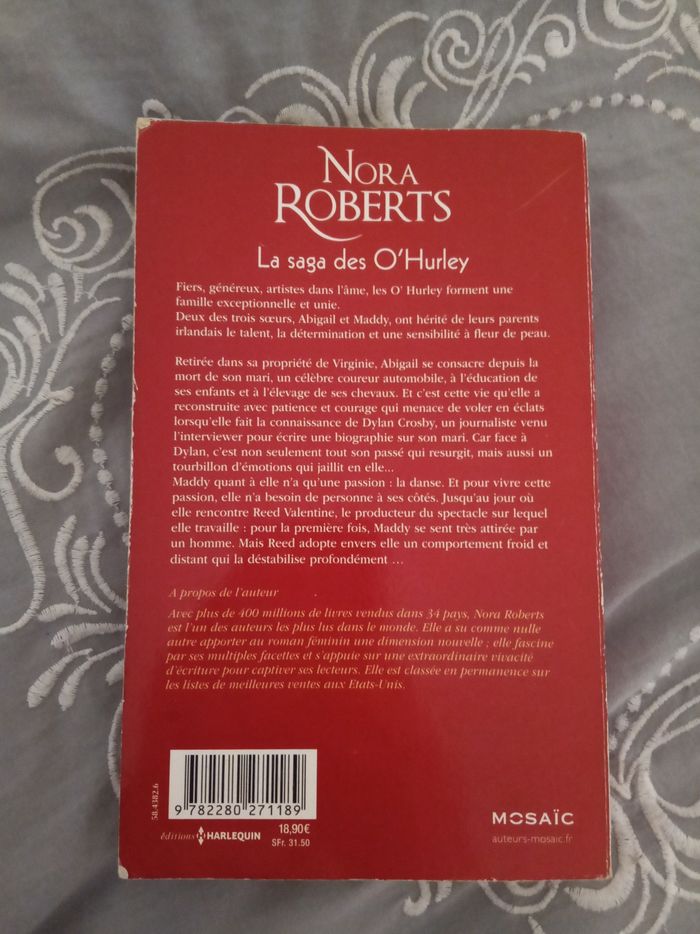 NORA
ROBERTS
La saga des O'Hurley
Fiers, généreux, artistes dans l'âme, les O' Hurley forment une
famille exceptionnelle et unie.
Deux des trois sœurs, Abigail et Maddy, ont hérité de leurs parents
irlandais le talent, la détermination et une sensibilité à fleur de peau.
Retirée dans sa propriété de Virginie, Abigail se consacre depuis la
mort de son mari, un célèbre coureur automobile, à l'éducation de
ses enfants et à l'élevage de ses chevaux. Et c'est cette vie qu'elle a
reconstruite avec patience et courage qui menace de voler en éclats
lorsqu'elle fait la connaissance de Dylan Crosby, un journaliste venu
l'interviewer pour écrire une biographie sur son mari. Car face à
Dylan, c'est non seulement tout son passé qui resurgit, mais aussi un
tourbillon d'émotions qui jaillit en elle...
Maddy quant à elle n'a qu'une passion : la danse. Et pour vivre cette
passion, elle n'a besoin de personne à ses côtés. Jusqu'au jour où
elle rencontre Reed Valentine, le producteur du spectacle sur lequel
elle travaille : pour la première fois, Maddy se sent très attirée par
un homme. Mais Reed adopte envers elle un comportement froid et
distant qui la déstabilise profondément ...
A propos de l'auteur
Avec plus de 400 millions de livres vendus dans 34 pays, Nora Roberts
est l'un des auteurs les plus lus dans le monde. Elle a su comme nulle
autre apporter au roman féminin une dimension nouvelle ; elle fascine
par ses multiples facettes et s'appuie sur une extraordinaire vivacité
d'écriture pour captiver ses lecteurs. Elle est classée en permanence sur
les listes de meilleures ventes aux Etats-Unis.
58.4382.6
9 782280 271189
éditions HARLEQUIN
18,90€
SFr. 31.50
MOSAÏC
auteurs-mosaic.fr